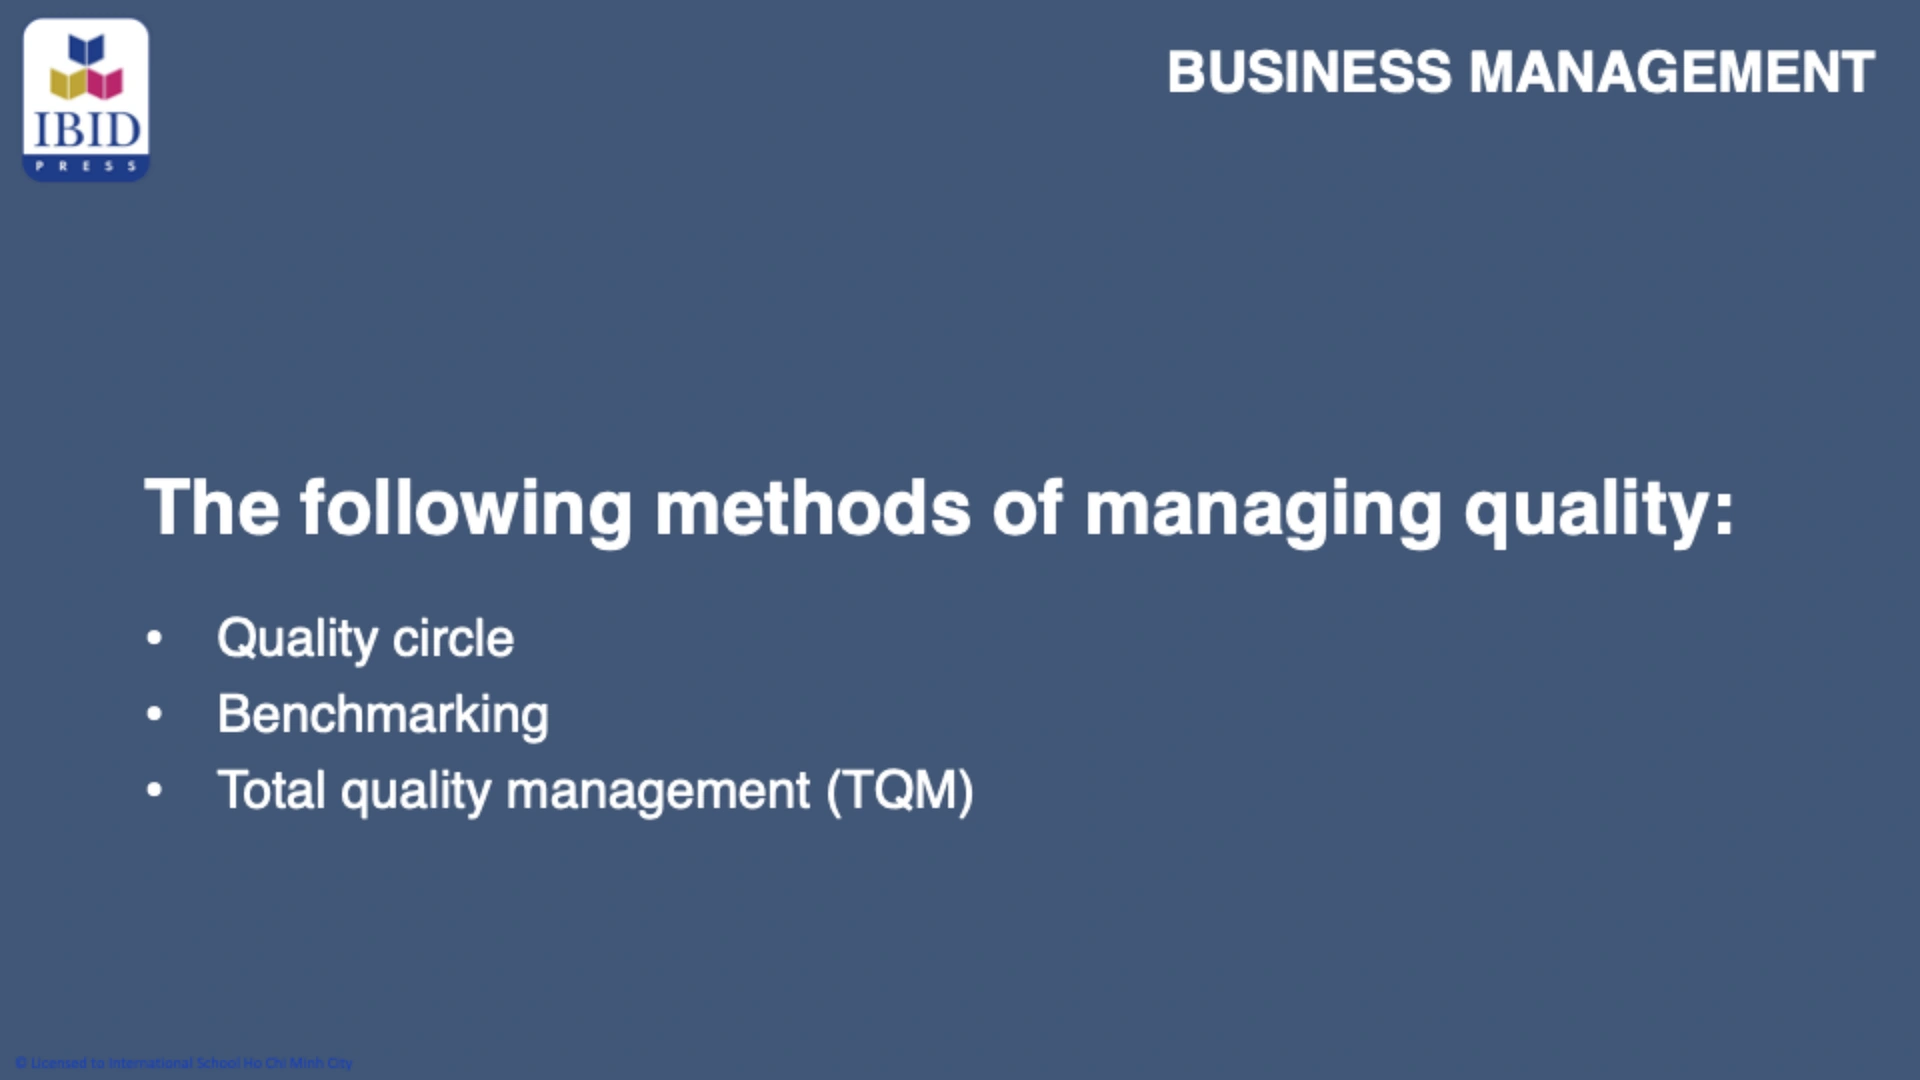 IBID
PRESS
BUSINESS MANAGEMENT
The following methods of managing quality:
• Quality circle
• Benchmarking
• Total quality management (TQM)
© Licensed to International School Ho Chi Minh City